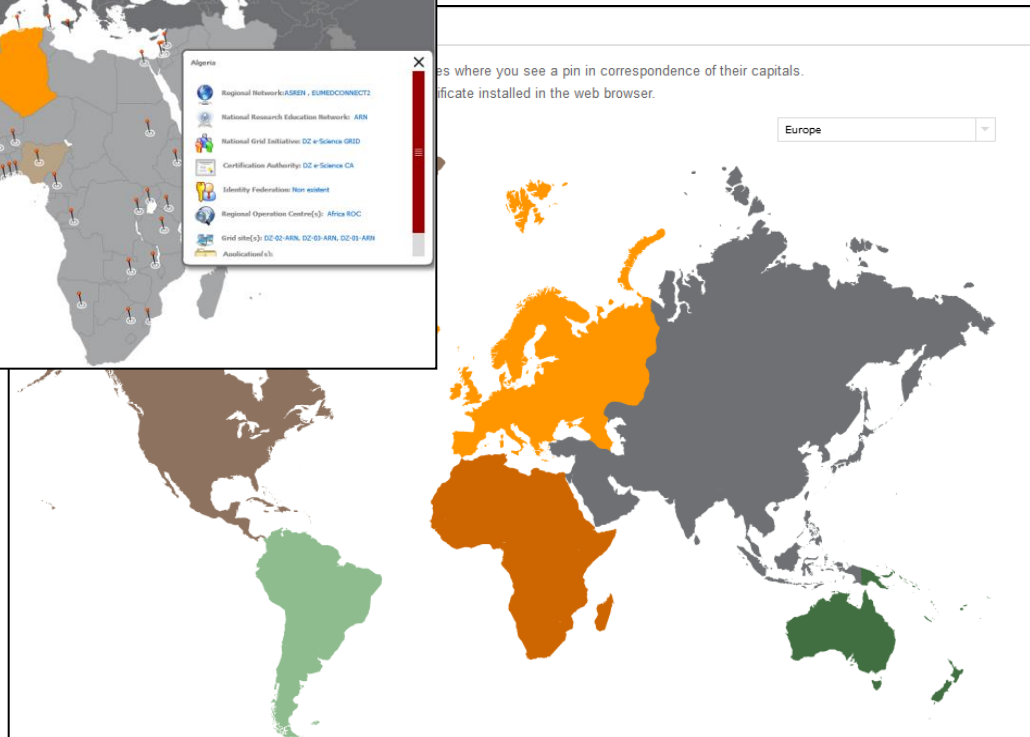 Algeria
Regional Network:ASREN , EUMEDCONNECT2
National Research Education Network: ARN
National Grid Initiative: DZ e-Science GRID
Certification Authority: DZ e-Science CA
Identity Federation: Non existent
Regional Operation Centre(s): Africa ROC
Grid site(s): DZ-02-ARN, DZ-03-ARN, DZ-01-ARN
Application(s):
es where you see a pin in correspondence of their capitals.
ificate installed in the web browser.
Europe